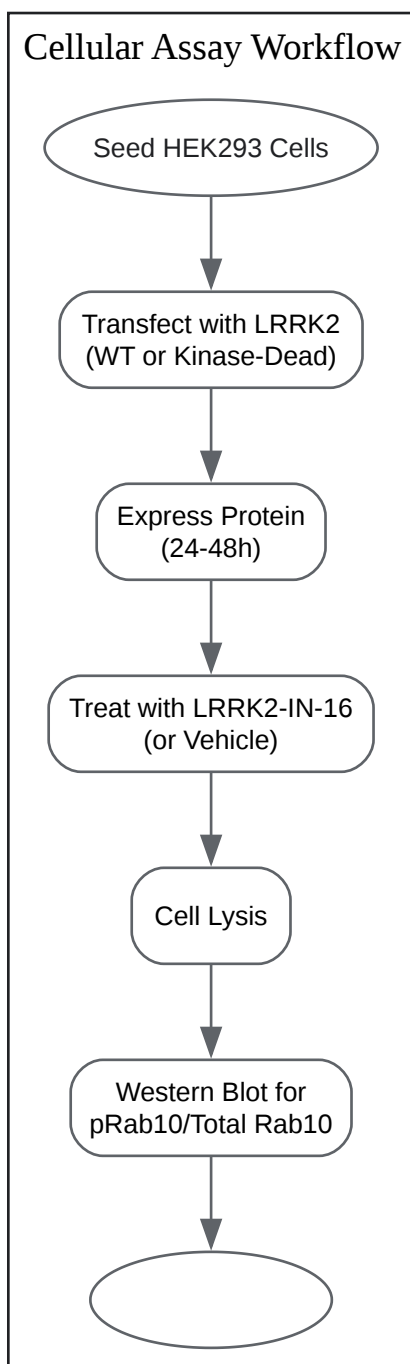 Cellular Assay Workflow
Seed HEK293 Cells
Transfect with LRRK2
(WT or Kinase-Dead)
Express Protein
(24-48h)
Treat with LRRK2-IN-16
(or Vehicle)
Cell Lysis
Western Blot for
pRab10/Total Rab10